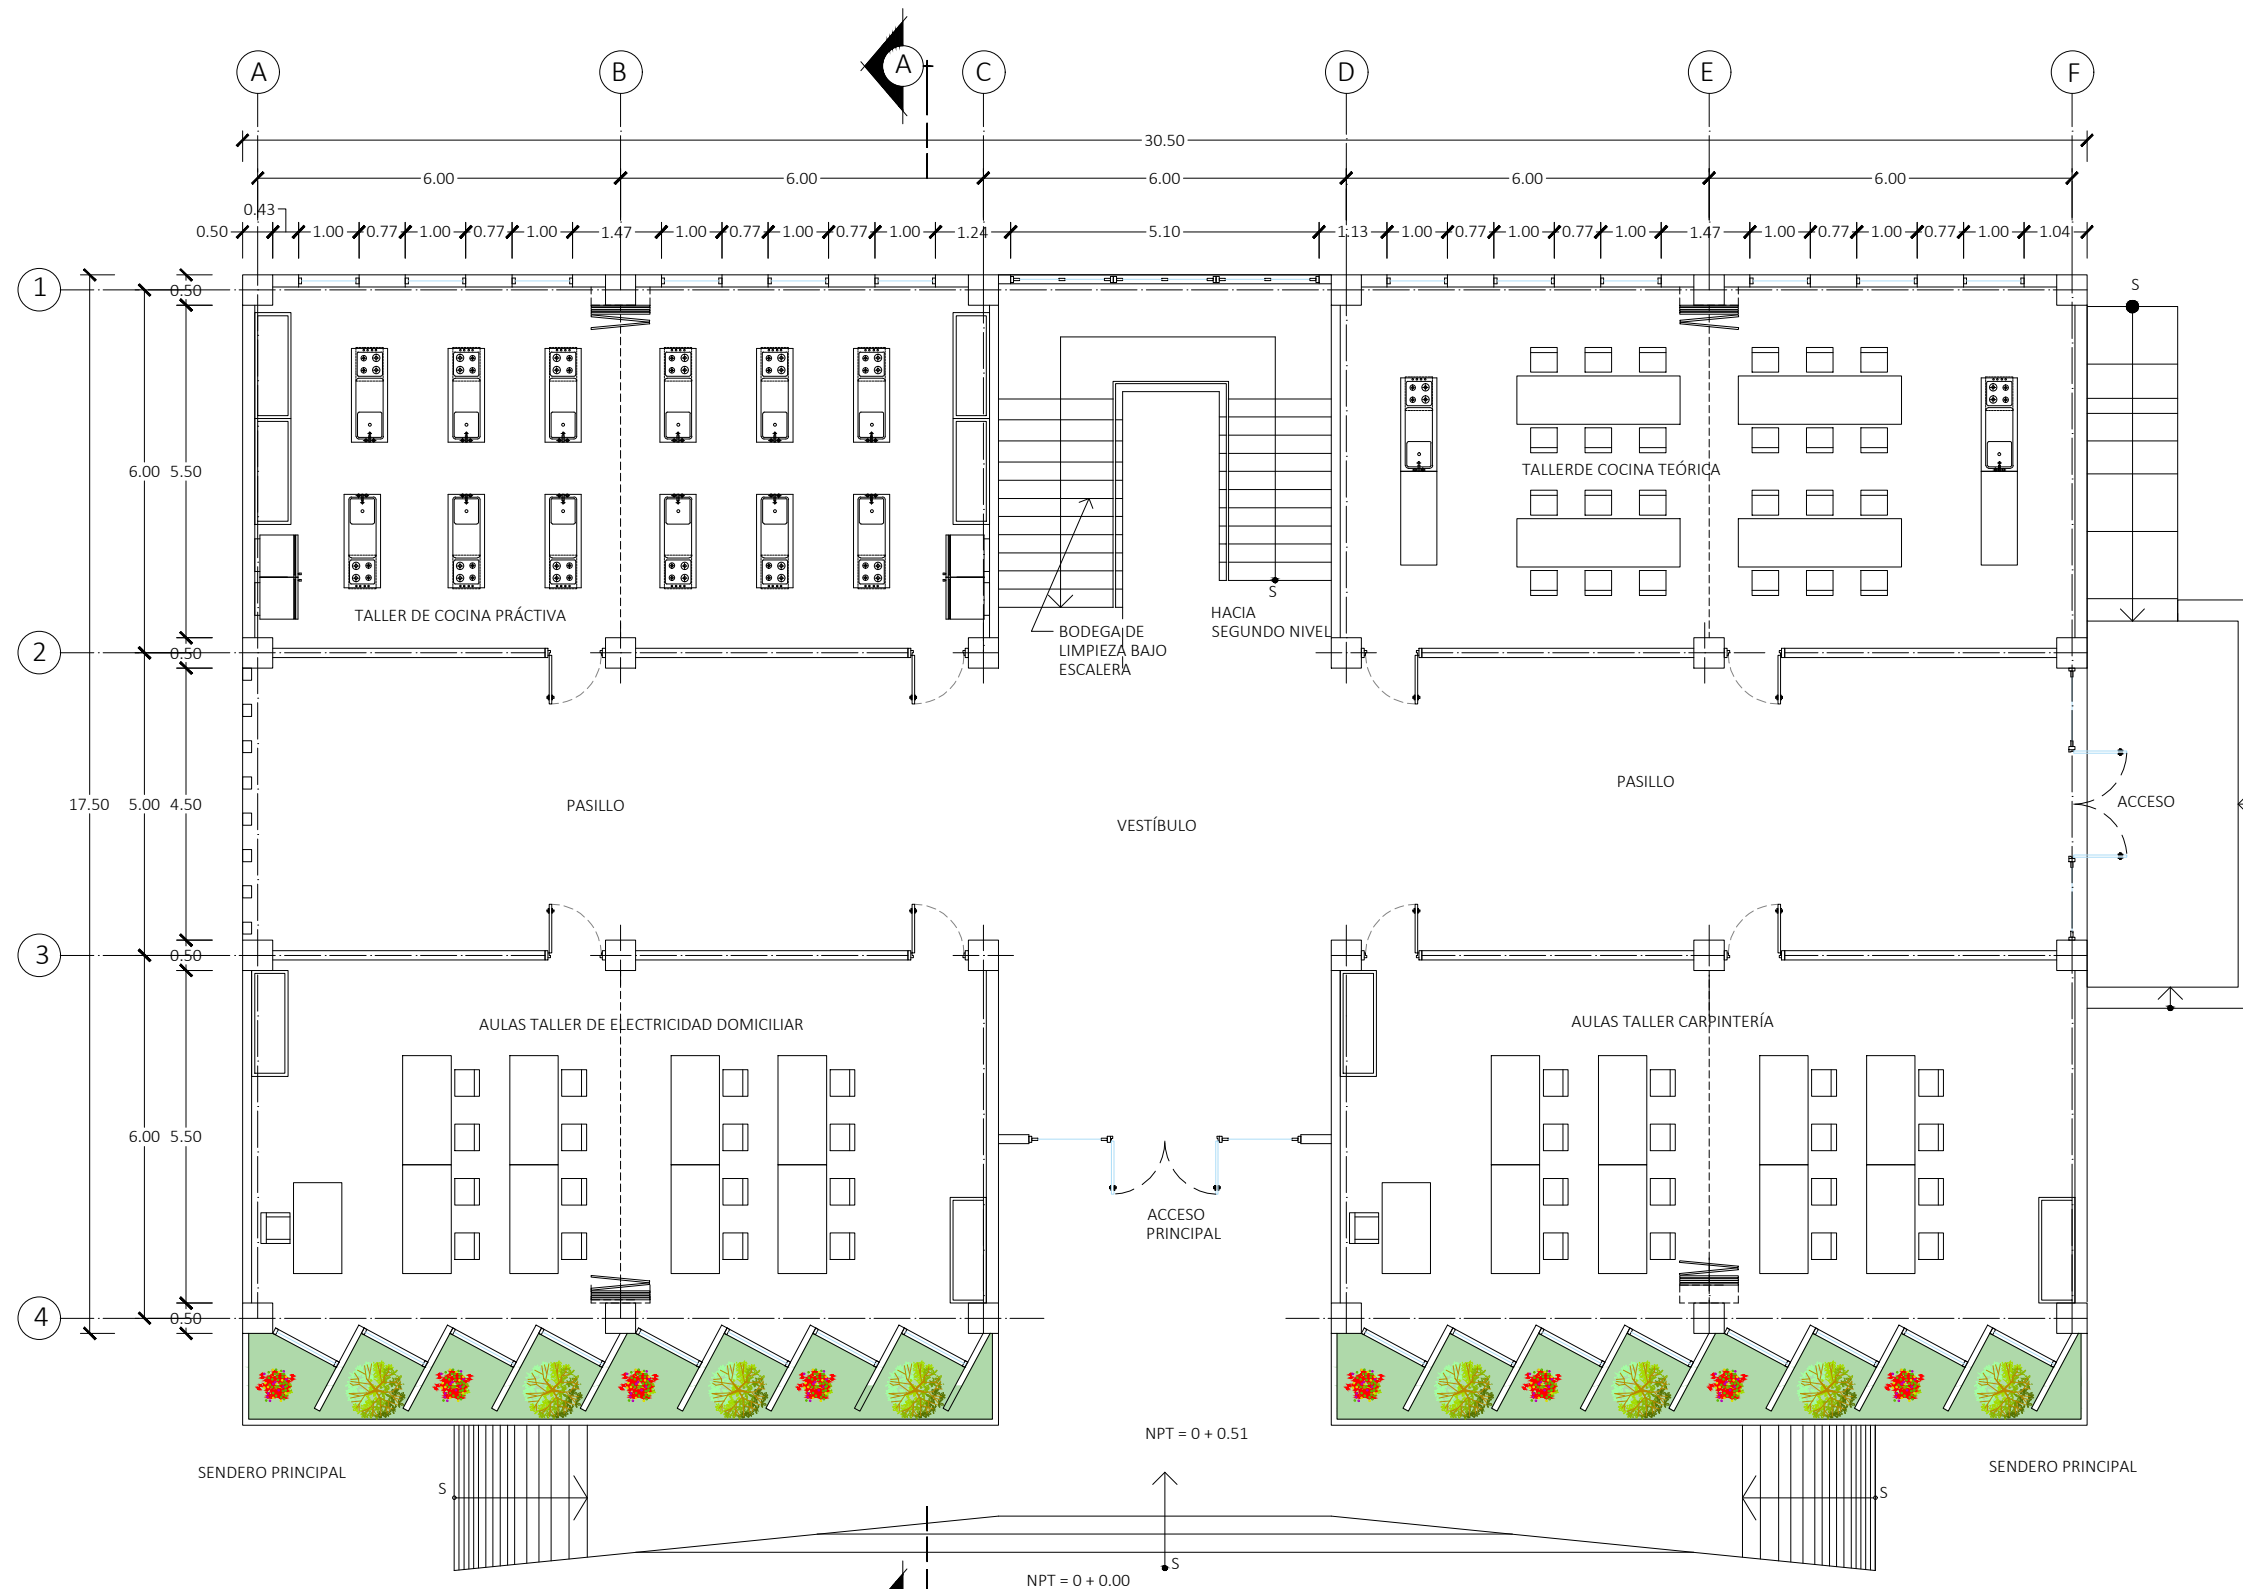 A B A C D E F
30.50
6.00 6.00 6.00 6.00 6.00
0.43
0.50 1.00 0.77 1.00 0.77 1.00 1.47 1.00 0.77 1.00 0.77 1.00 1.24 5.10 1.13 1.00 0.77 1.00 0.77 1.00 1.47 1.00 0.77 1.00 0.77 1.00 1.04
1 0.50
S
6.00 5.50
TALLERDE COCINA TEÓRICA
TALLER DE COCINA PRÁCTIVA
S
HACIA
SEGUNDO NIVEL
BODEGA DE
LIMPIEZA BAJO
ESCALERA
2 0.50
17.50 5.00 4.50
PASILLO
VESTÍBULO
PASILLO
ACCESO
3 0.50
AULAS TALLER DE ELECTRICIDAD DOMICILIAR
AULAS TALLER CARPINTERÍA
6.00 5.50
ACCESO
PRINCIPAL
4 0.50
NPT = 0 + 0.51
SENDERO PRINCIPAL
SENDERO PRINCIPAL
S
S
S
NPT = 0 + 0.00